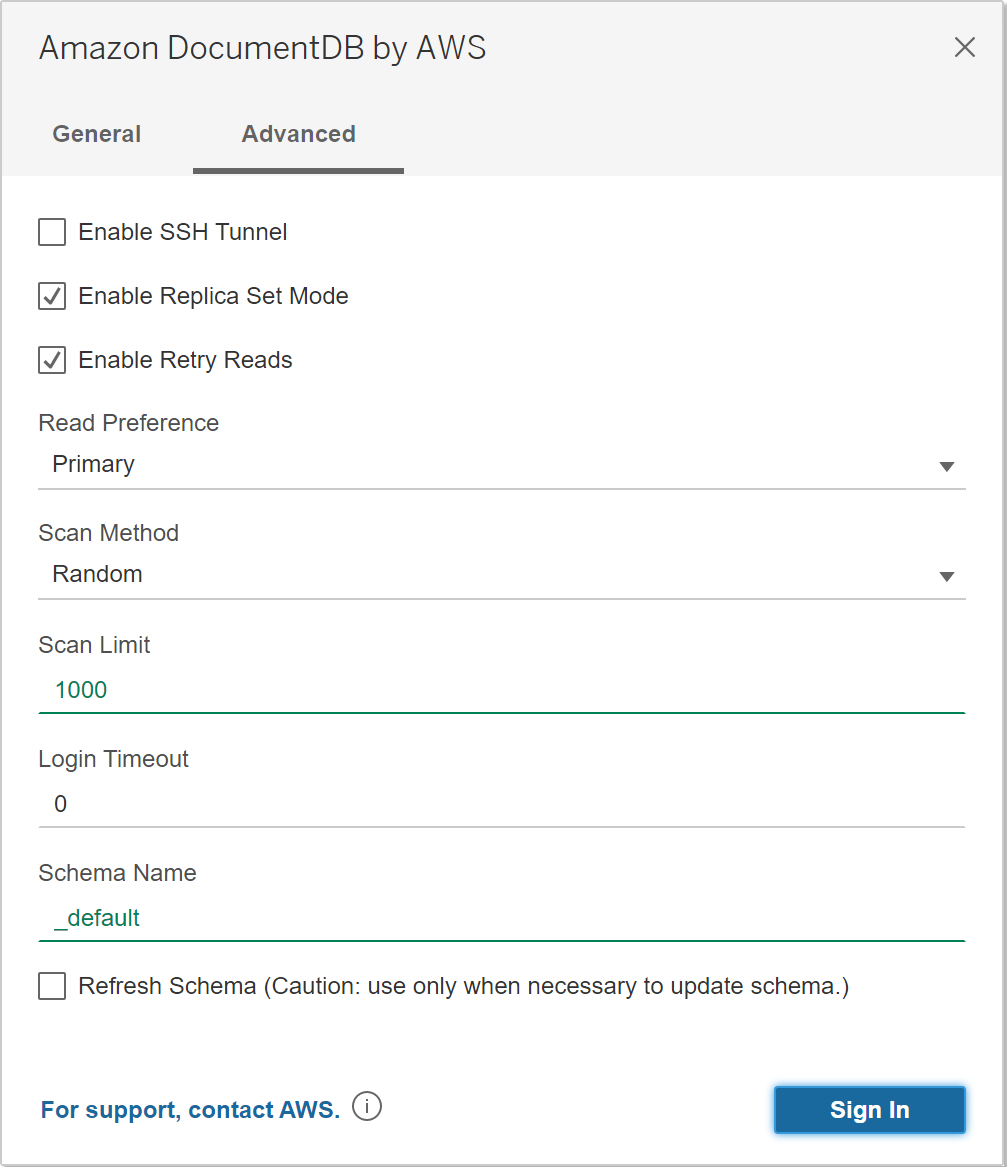 Amazon DocumentDB by AWS
General Advanced
Enable SSH Tunnel
Enable Replica Set Mode
Enable Retry Reads
Read Preference
Primary
Scan Method
Random
Scan Limit
1000
Login Timeout
0
Schema Name
_default
Refresh Schema (Caution: use only when necessary to update schema.)
For support, contact AWS. i Sign In